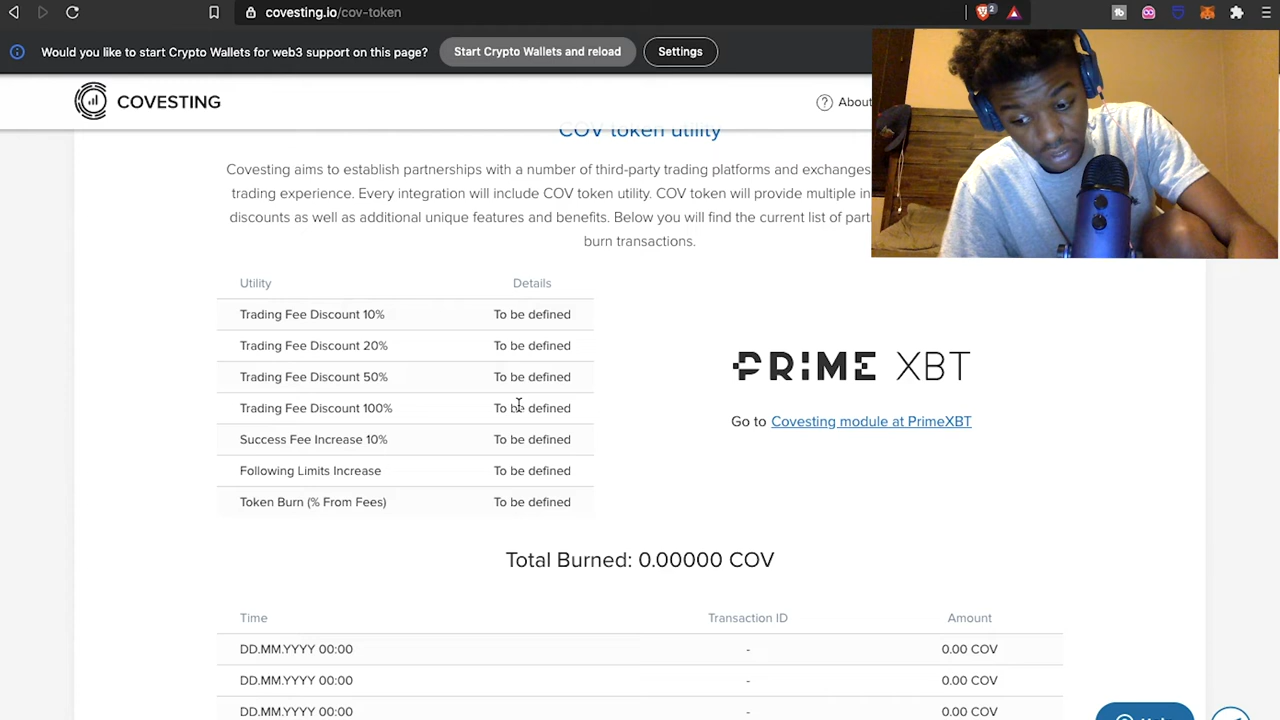 covesting.io/cov-token
2
Would you like to start Crypto Wallets for web3 support on this page? Start Crypto Wallets and reload Settings
COVESTING
? About
COV token utility
Covesting aims to establish partnerships with a number of third-party trading platforms and exchanges
trading experience. Every integration will include COV token utility. COV token will provide multiple in
discounts as well as additional unique features and benefits. Below you will find the current list of part
burn transactions.
Utility Details
Trading Fee Discount 10% To be defined
Trading Fee Discount 20% To be defined
Trading Fee Discount 50% To be defined
Trading Fee Discount 100% To be defined
Success Fee Increase 10% To be defined
Following Limits Increase To be defined
Token Burn (% From Fees) To be defined
PRIME XBT
Go to Covesting module at PrimeXBT
Total Burned: 0.00000 COV
Time Transaction ID Amount
DD.MM.YYYY 00:00 - 0.00 COV
DD.MM.YYYY 00:00 - 0.00 COV
DD.MM.YYYY 00:00 - 0.00 COV